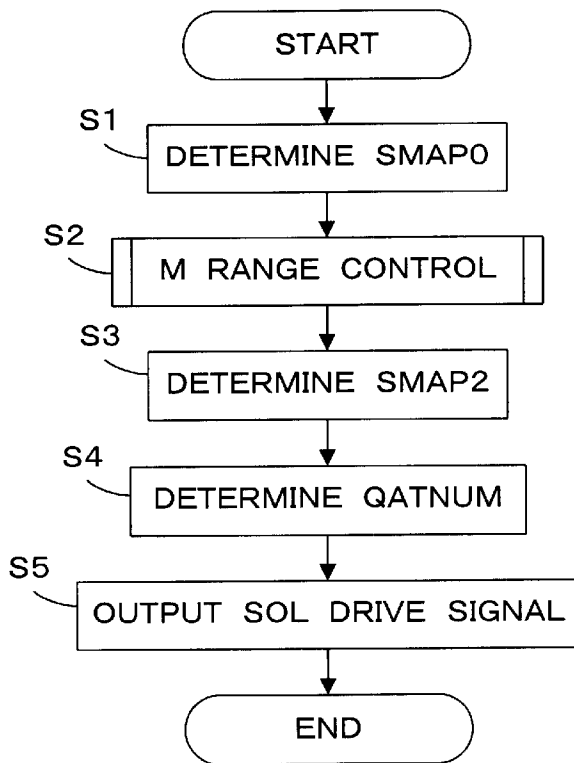 START
S1
DETERMINE SMAP0
S2
M RANGE CONTROL
S3
DETERMINE SMAP2
S4
DETERMINE QATNUM
S5
OUTPUT SOL DRIVE SIGNAL
END